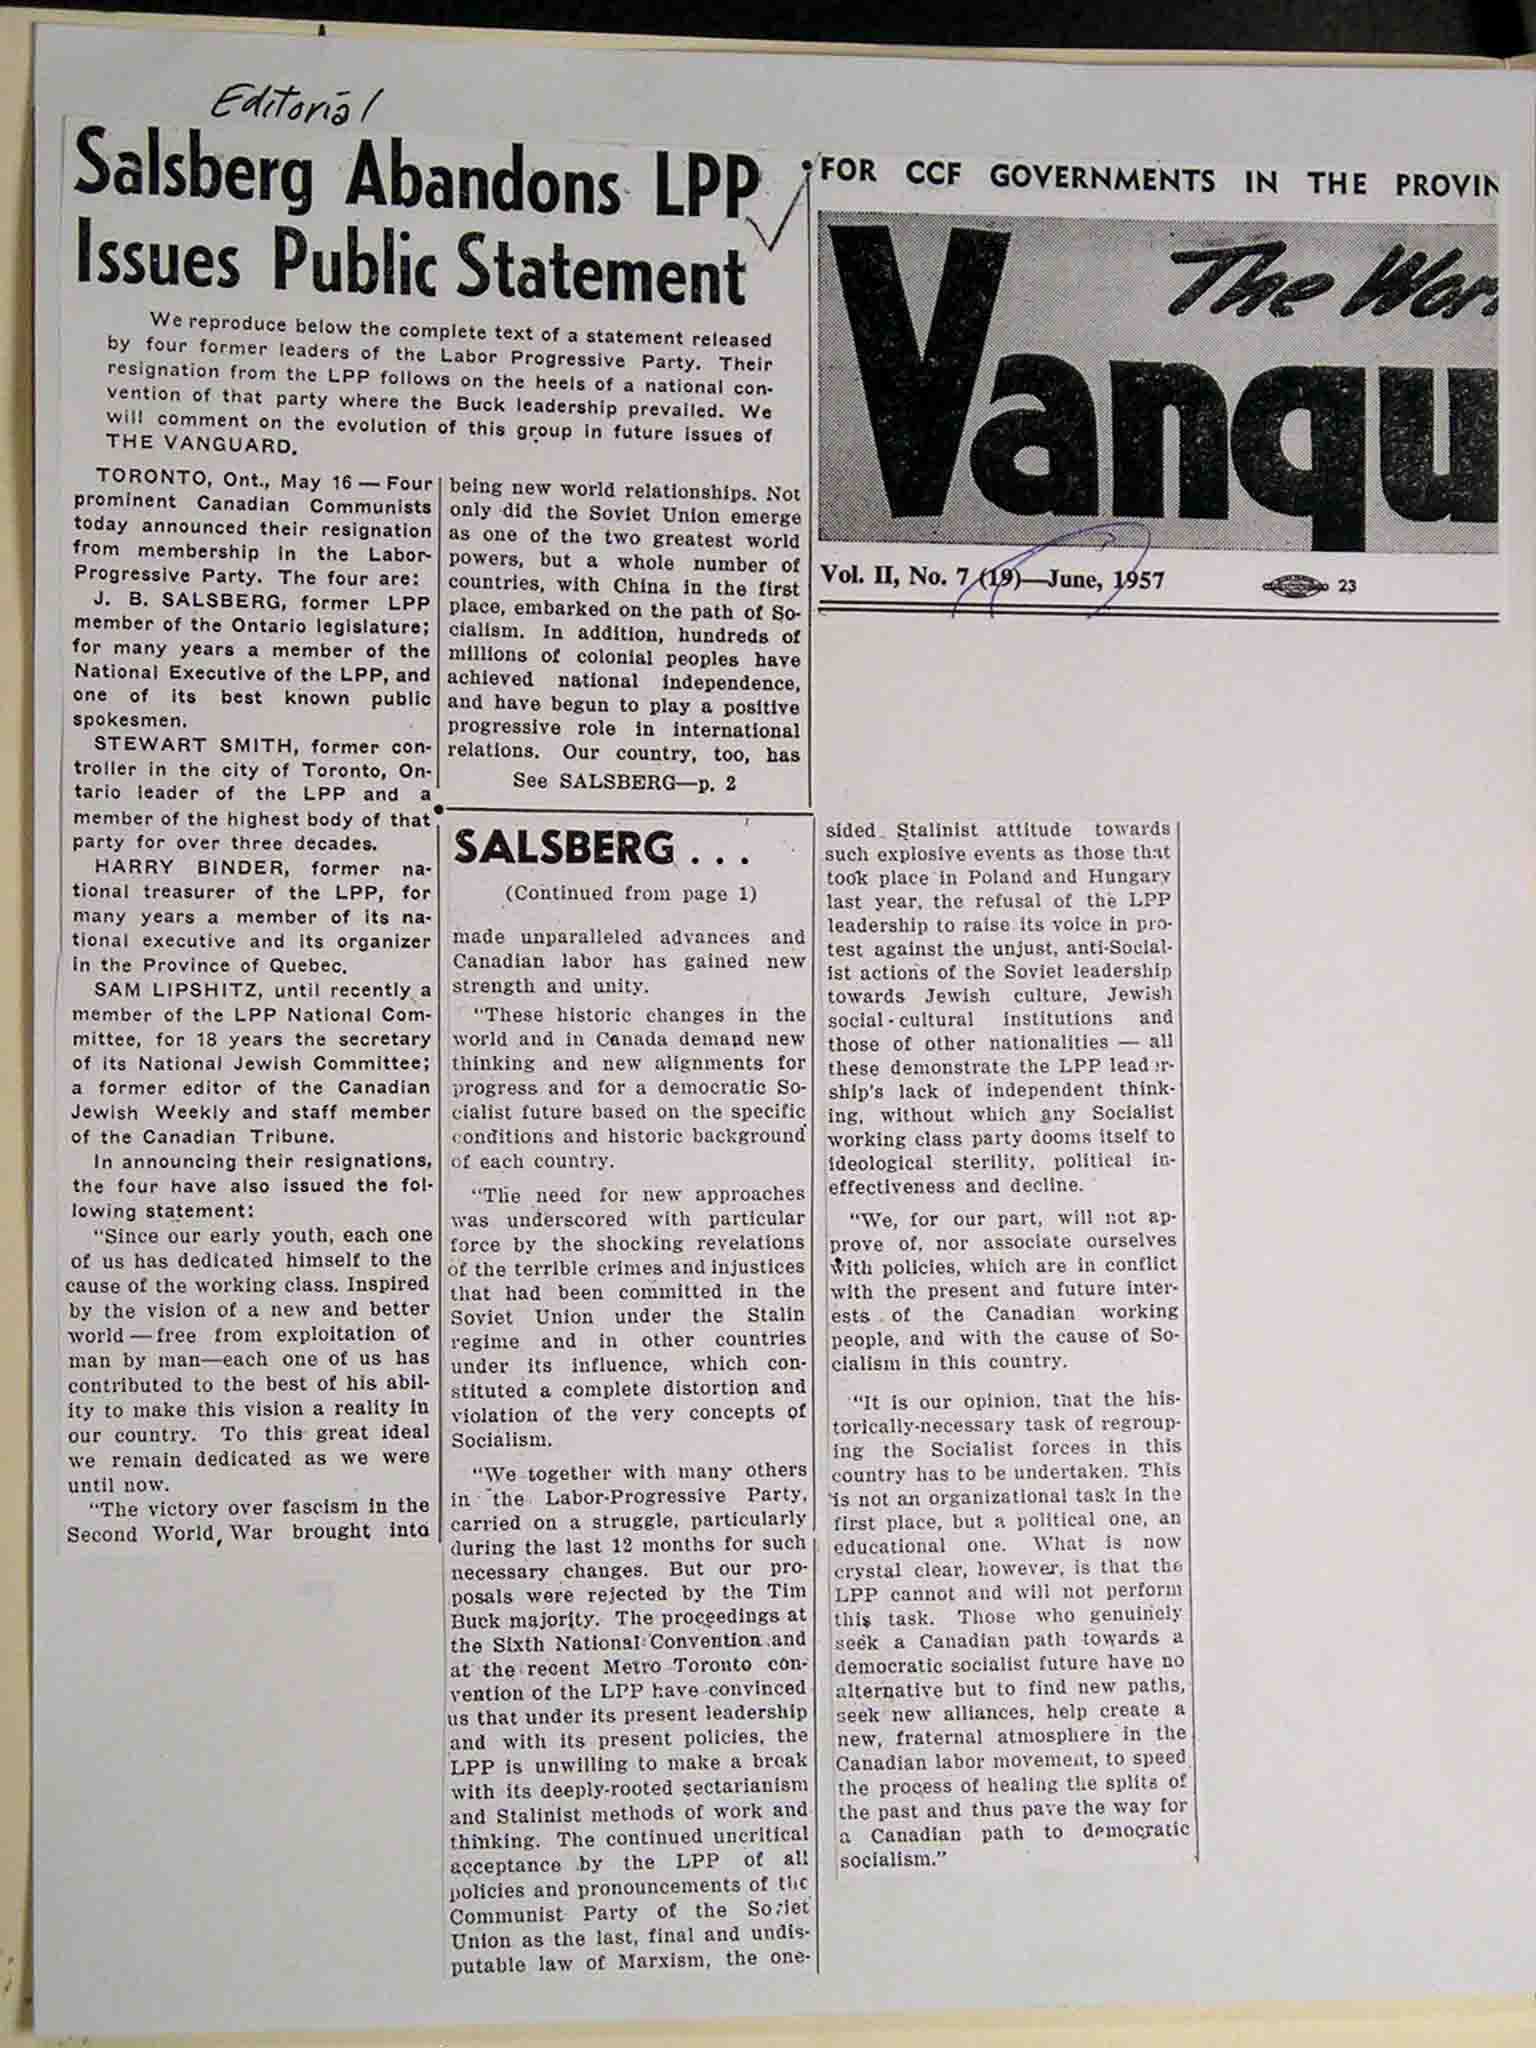 Editorial
Salsberg Abandons LPP
Issues Public Statement
We reproduce below the complete text of a statement released
by four former leaders of the Labor Progressive Party. Their
resignation from the LPP follows on the heels of a national con-
vention of that party where the Buck leadership prevailed. We
will comment on the evolution of this group in future issues of
THE VANGUARD.
TORONTO, Ont., May 16 — Four
prominent Canadian Communists
today announced their resignation
from membership in the Labor-
Progressive Party. The four are:
J. B. SALSBERG, former LPP
member of the Ontario legislature;
for many years a member of the
National Executive of the LPP, and
one of its best known public
spokesmen.
STEWART SMITH, former con-
troller in the city of Toronto, On-
tario leader of the LPP and a
member of the highest body of that
party for over three decades.
HARRY BINDER, former na-
tional treasurer of the LPP, for
many years a member of its na-
tional executive and its organizer
in the Province of Quebec.
SAM LIPSHITZ, until recently a
member of the LPP National Com-
mittee, for 18 years the secretary
of its National Jewish Committee;
a former editor of the Canadian
Jewish Weekly and staff member
of the Canadian Tribune.
In announcing their resignations,
the four have also issued the fol-
lowing statement:
"Since our early youth, each one
of us has dedicated himself to the
cause of the working class. Inspired
by the vision of a new and better
world — free from exploitation of
man by man—each one of us has
contributed to the best of his abil-
ity to make this vision a reality in
our country. To this great ideal
we remain dedicated as we were
until now.
"The victory over fascism in the
Second World War brought into
being new world relationships. Not
only did the Soviet Union emerge
as one of the two greatest world
powers, but a whole number of
countries, with China in the first
place, embarked on the path of So-
cialism. In addition, hundreds of
millions of colonial peoples have
achieved national independence,
and have begun to play a positive
progressive role in international
relations. Our country, too, has
See SALSBERG—p. 2
FOR CCF GOVERNMENTS IN THE PROVIN
The Wor
Vangu
Vol. II, No. 7 (19)—June, 1957
23
SALSBERG . . .
(Continued from page 1)
made unparalleled advances and
Canadian labor has gained new
strength and unity.
"These historic changes in the
world and in Canada demand new
thinking and new alignments for
progress and for a democratic So-
cialist future based on the specific
conditions and historic background
of each country.
"The need for new approaches
was underscored with particular
force by the shocking revelations
of the terrible crimes and injustices
that had been committed in the
Soviet Union under the Stalin
regime and in other countries
under its influence, which con-
stituted a complete distortion and
violation of the very concepts of
Socialism.
"We together with many others
in the Labor-Progressive Party,
carried on a struggle, particularly
during the last 12 months for such
necessary changes. But our pro-
posals were rejected by the Tim
Buck majority. The proceedings at
the Sixth National Convention and
at the recent Metro Toronto con-
vention of the LPP have convinced
us that under its present leadership
and with its present policies, the
LPP is unwilling to make a break
with its deeply-rooted sectarianism
and Stalinist methods of work and
thinking. The continued uncritical
acceptance by the LPP of all
policies and pronouncements of the
Communist Party of the Soviet
Union as the last, final and undis-
putable law of Marxism, the one-
sided Stalinist attitude towards
such explosive events as those that
took place in Poland and Hungary
last year, the refusal of the LPP
leadership to raise its voice in pro-
test against the unjust, anti-Social-
ist actions of the Soviet leadership
towards Jewish culture, Jewish
social-cultural institutions and
those of other nationalities — all
these demonstrate the LPP leader-
ship's lack of independent think-
ing, without which any Socialist
working class party dooms itself to
ideological sterility, political in-
effectiveness and decline.
"We, for our part, will not ap-
prove of, nor associate ourselves
with policies, which are in conflict
with the present and future inter-
ests of the Canadian working
people, and with the cause of So-
cialism in this country.
"It is our opinion, that the his-
torically-necessary task of regroup-
ing the Socialist forces in this
country has to be undertaken. This
is not an organizational task in the
first place, but a political one, an
educational one. What is now
crystal clear, however, is that the
LPP cannot and will not perform
this task. Those who genuinely
seek a Canadian path towards a
democratic socialist future have no
alternative but to find new paths,
seek new alliances, help create a
new, fraternal atmosphere in the
Canadian labor movement, to speed
the process of healing the splits of
the past and thus pave the way for
a Canadian path to democratic
socialism."